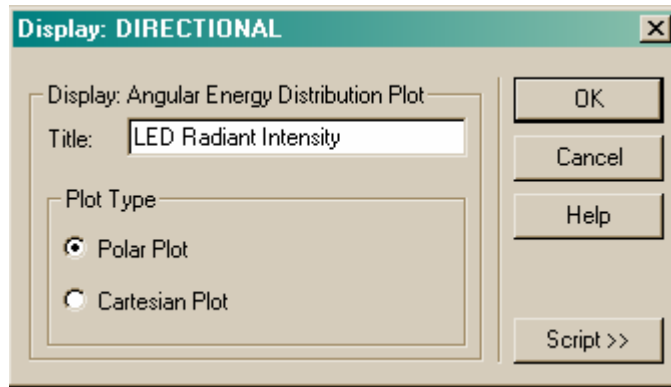 Display: DIRECTIONAL
Display: Angular Energy Distribution Plot
Title: LED Radiant Intensity
Plot Type
Polar Plot
Cartesian Plot
OK
Cancel
Help
Script >>